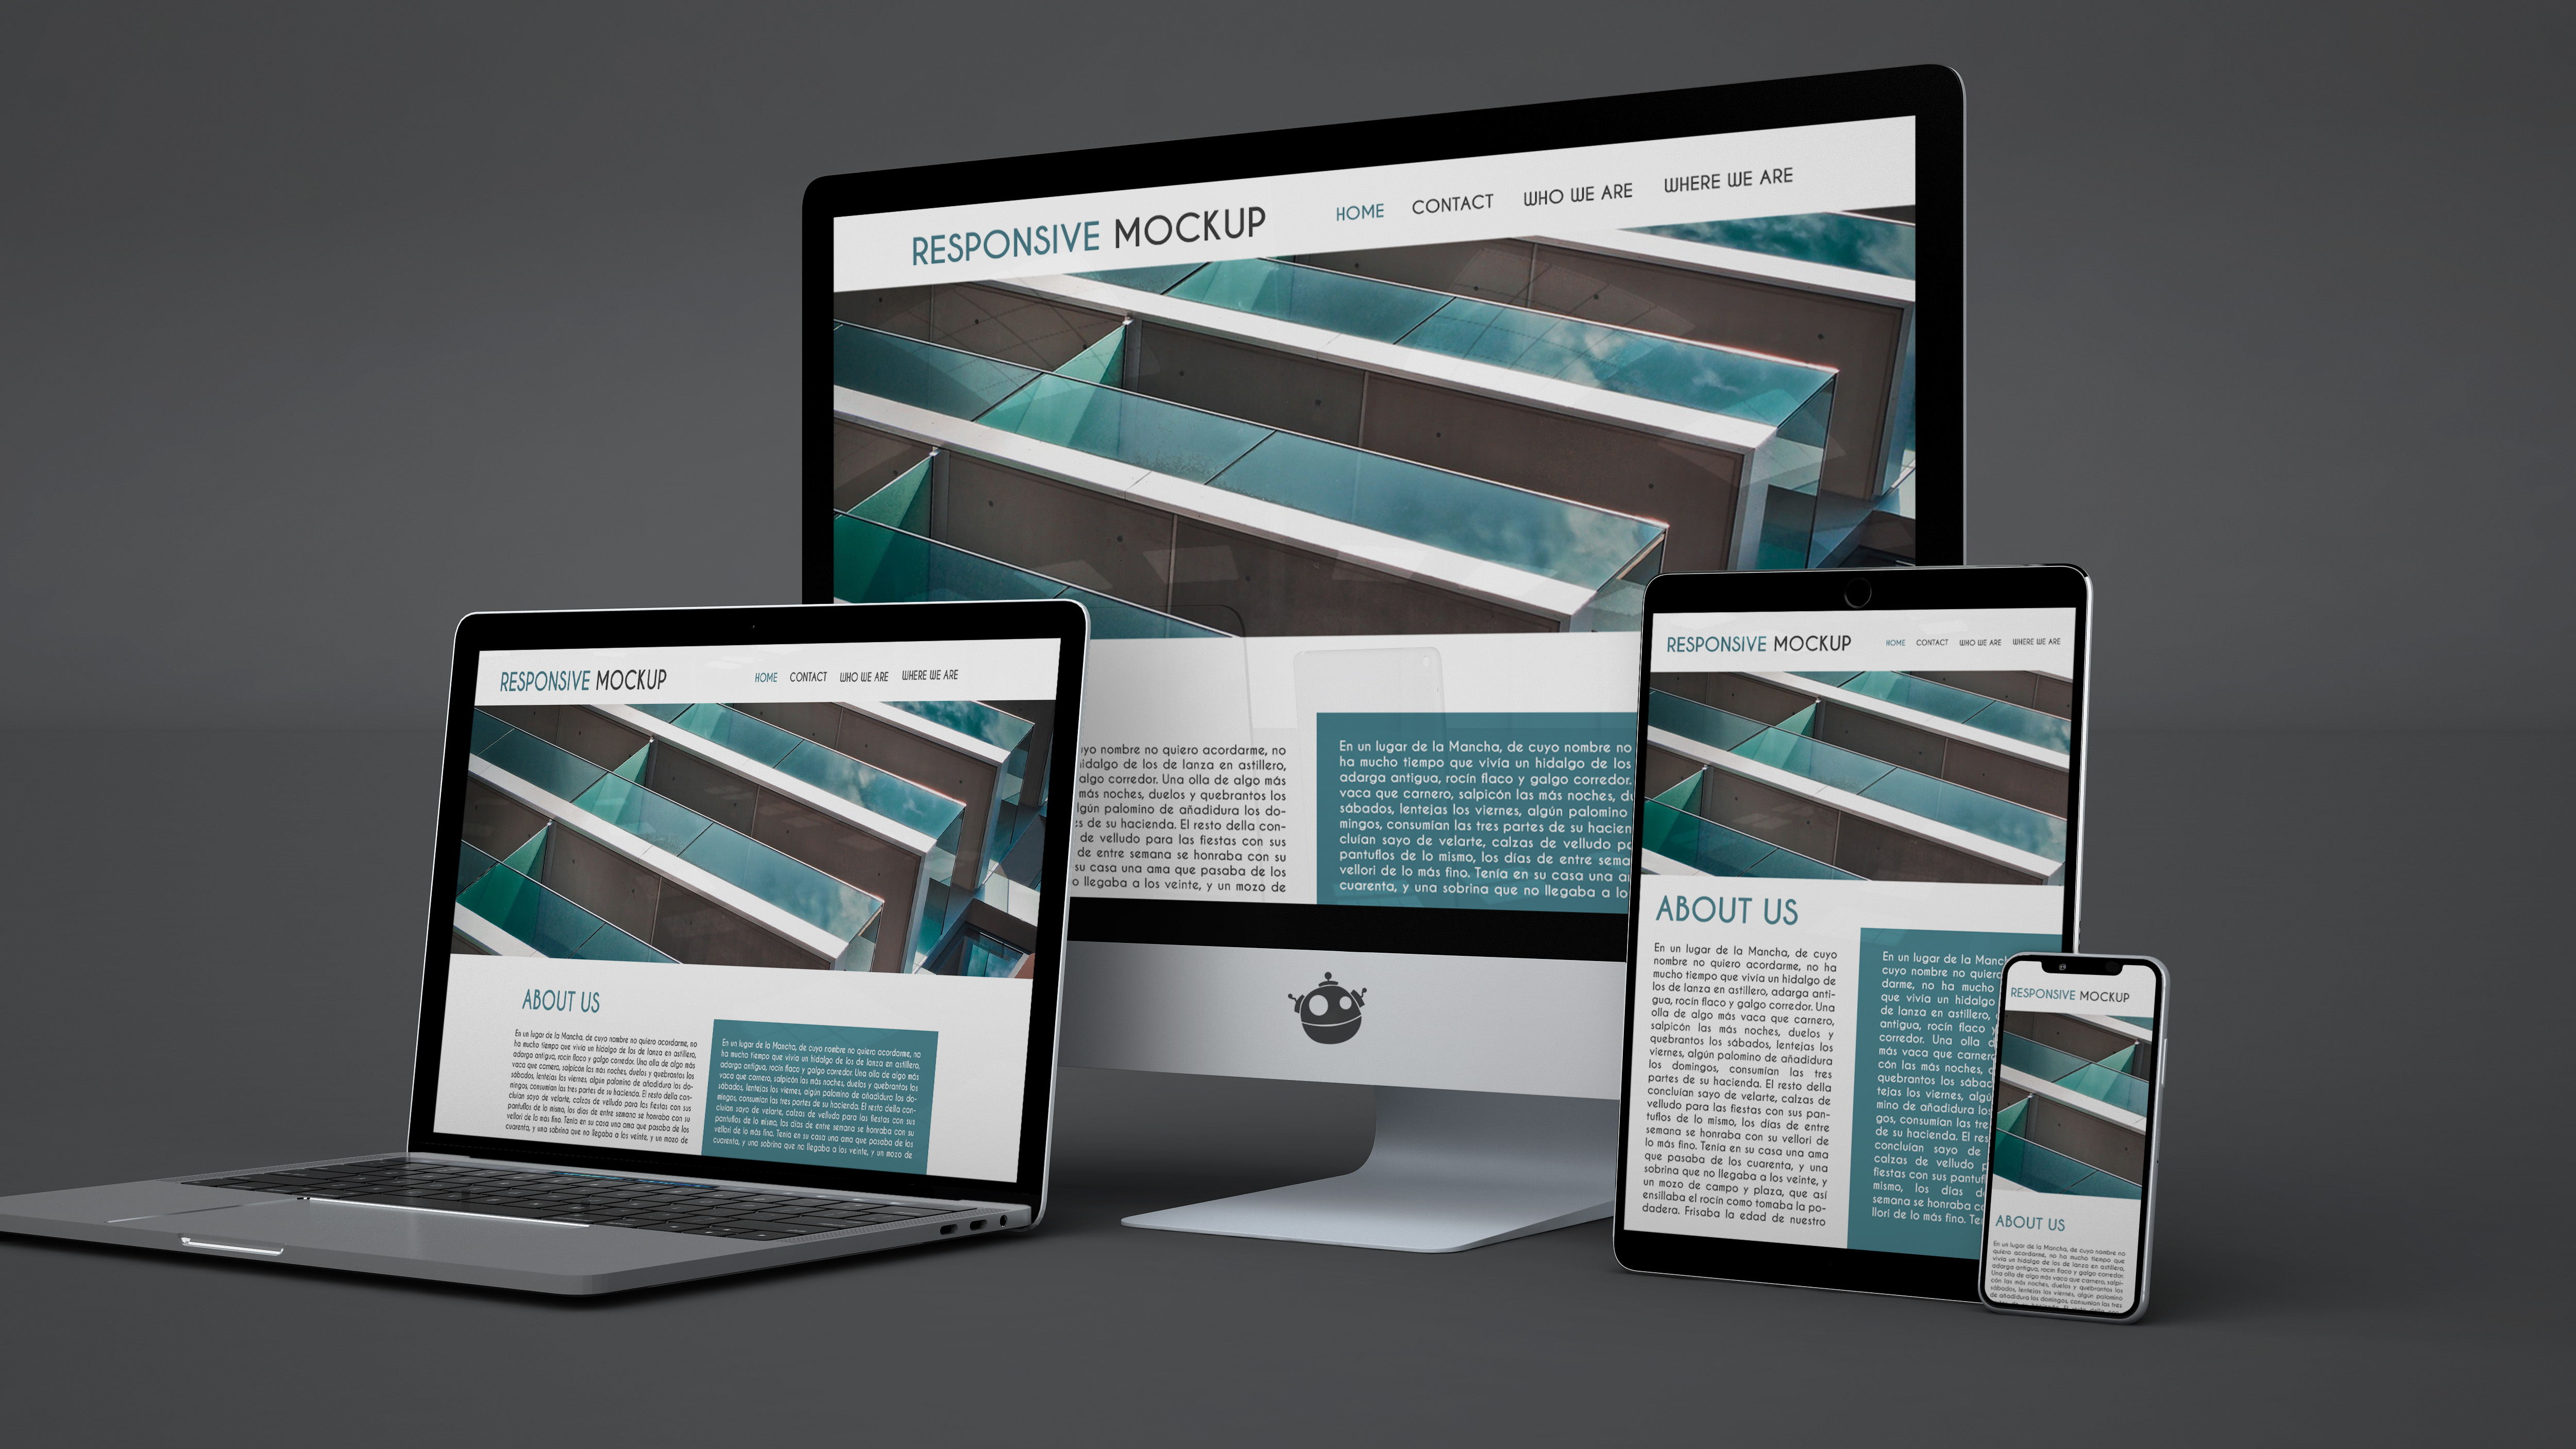 RESPONSIVE MOCKUP
HOME CONTACT WHO WE ARE WHERE WE ARE
nombre no quiero acordarme, no
hidalgo de los de lanza en astillero,
algo corredor. Una olla de algo más
más noches, duelos y quebrantos los
palomino de añadidura los do-
de su hacienda. El resto della con-
de velludo para las fiestas con sus
de entre semana se honraba con su
su casa una ama que pasaba de los
llegaba a los veinte, y un mozo de
En un lugar de la Mancha, de cuyo nombre no
ha mucho tiempo que vivía un hidalgo de los
adarga antigua, rocín flaco y galgo corredor.
vaca que carnero, salpicón las más noches, du
sábados, lentejas los viernes, algún palomino
mingos, consumían las tres partes de su hacien
cluían sayo de velarte, calzas de velludo pa
pantuflos de lo mismo, los días de entre sema
vellori de lo más fino. Tenía en su casa una a
cuarenta, y una sobrina que no llegaba a lo
RESPONSIVE MOCKUP
HOME CONTACT WHO WE ARE WHERE WE ARE
ABOUT US
En un lugar de la Mancha, de cuyo nombre no quiero acordarme, no
ha mucho tiempo que vivía un hidalgo de los de lanza en astillero,
adarga antigua, rocín flaco y galgo corredor. Una olla de algo más
vaca que carnero, salpicón las más noches, duelos y quebrantos los
sábados, lentejas los viernes, algún palomino de añadidura los do-
mingos, consumían las tres partes de su hacienda. El resto della con-
cluían sayo de velarte, calzas de velludo para las fiestas con sus
pantuflos de lo mismo, los días de entre semana se honraba con su
vellori de lo más fino. Tenía en su casa una ama que pasaba de los
cuarenta, y una sobrina que no llegaba a los veinte, y un mozo de
En un lugar de la Mancha, de cuyo nombre no quiero acordarme, no
ha mucho tiempo que vivía un hidalgo de los de lanza en astillero,
adarga antigua, rocín flaco y galgo corredor. Una olla de algo más
vaca que carnero, salpicón las más noches, duelos y quebrantos los
sábados, lentejas los viernes, algún palomino de añadidura los do-
mingos, consumían las tres partes de su hacienda. El resto della con-
cluían sayo de velarte, calzas de velludo para las fiestas con sus
pantuflos de lo mismo, los días de entre semana se honraba con su
vellori de lo más fino. Tenía en su casa una ama que pasaba de los
cuarenta, y una sobrina que no llegaba a los veinte, y un mozo de
RESPONSIVE MOCKUP
HOME CONTACT WHO WE ARE WHERE WE ARE
ABOUT US
En un lugar de la Mancha, de cuyo
nombre no quiero acordarme, no ha
mucho tiempo que vivía un hidalgo de
los de lanza en astillero, adarga anti-
gua, rocín flaco y galgo corredor. Una
olla de algo más vaca que carnero,
salpicón las más noches, duelos y
quebrantos los sábados, lentejas los
viernes, algún palomino de añadidura
los domingos, consumían las tres
partes de su hacienda. El resto della
concluían sayo de velarte, calzas de
velludo para las fiestas con sus pan-
tuflos de lo mismo, los días de entre
semana se honraba con su vellori de
lo más fino. Tenía en su casa una ama
que pasaba de los cuarenta, y una
sobrina que no llegaba a los veinte, y
un mozo de campo y plaza, que así
ensillaba el rocín como tomaba la po-
dadera. Frisaba la edad de nuestro
En un lugar de la Manc
cuyo nombre no quier
darme, no ha mucho
que vivía un hidalgo
de lanza en astillero,
antigua, rocín flaco y
corredor. Una olla d
más vaca que carner
cón las más noches, d
quebrantos los sábad
tejas los viernes, algú
mino de añadidura los
gos, consumían las tre
de su hacienda. El res
concluían sayo de
calzas de velludo p
fiestas con sus pantuf
mismo, los días d
semana se honraba c
llori de lo más fino. Te
RESPONSIVE MOCKUP
ABOUT US
En un lugar de la Mancha, de cuyo nombre no
quiero acordarme, no ha mucho tiempo que
vivía un hidalgo de los de lanza en astillero,
adarga antigua, rocín flaco y galgo corredor.
Una olla de algo más vaca que carnero, salpi-
cón las más noches, duelos y quebrantos los
sábados, lentejas los viernes, algún palomino
de añadidura los domingos, consumían las tres